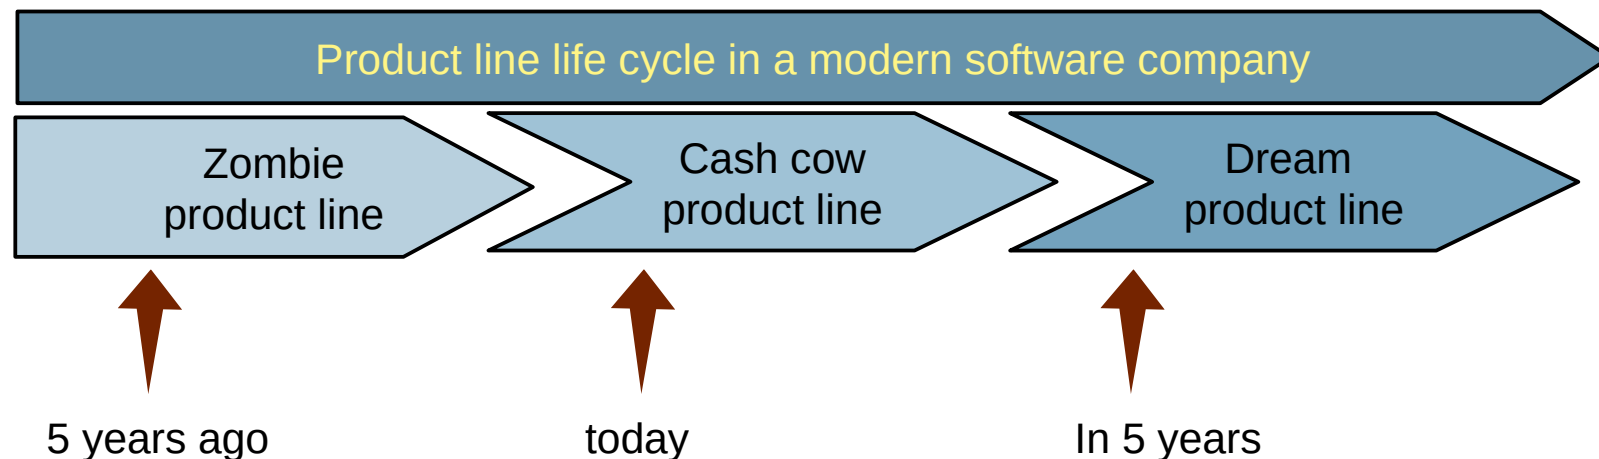 Product line life cycle in a modern software company
Zombie
product line
Cash cow
product line
Dream
product line
5 years ago
today
In 5 years